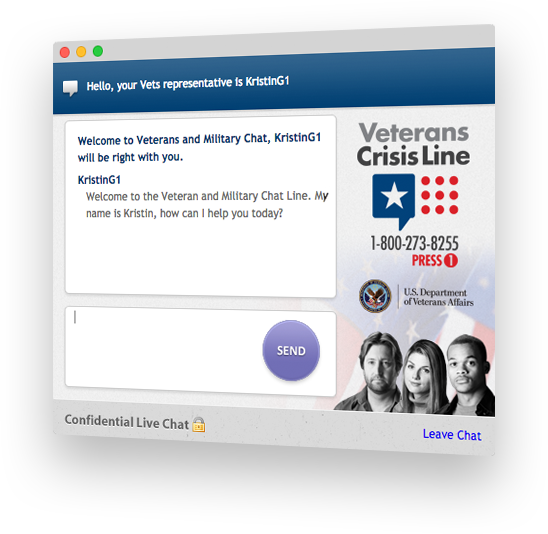 Hello, your Vets representative is KristinG1
Welcome to Veterans and Military Chat, KristinG1
will be right with you.
KristinG1
Welcome to the Veteran and Military Chat Line. My
name is Kristin, how can I help you today?
SEND
Veterans
Crisis Line
1-800-273-8255
PRESS 1
U.S. Department
of Veterans Affairs
Confidential Live Chat
Leave Chat